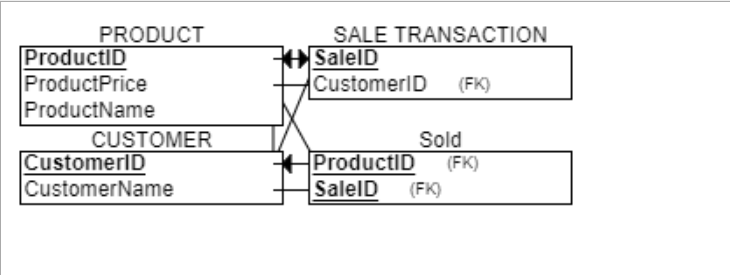 PRODUCT
ProductID
ProductPrice
ProductName
SALE TRANSACTION
SaleID
CustomerID (FK)
CUSTOMER
CustomerID
CustomerName
Sold
ProductID (FK)
SaleID (FK)